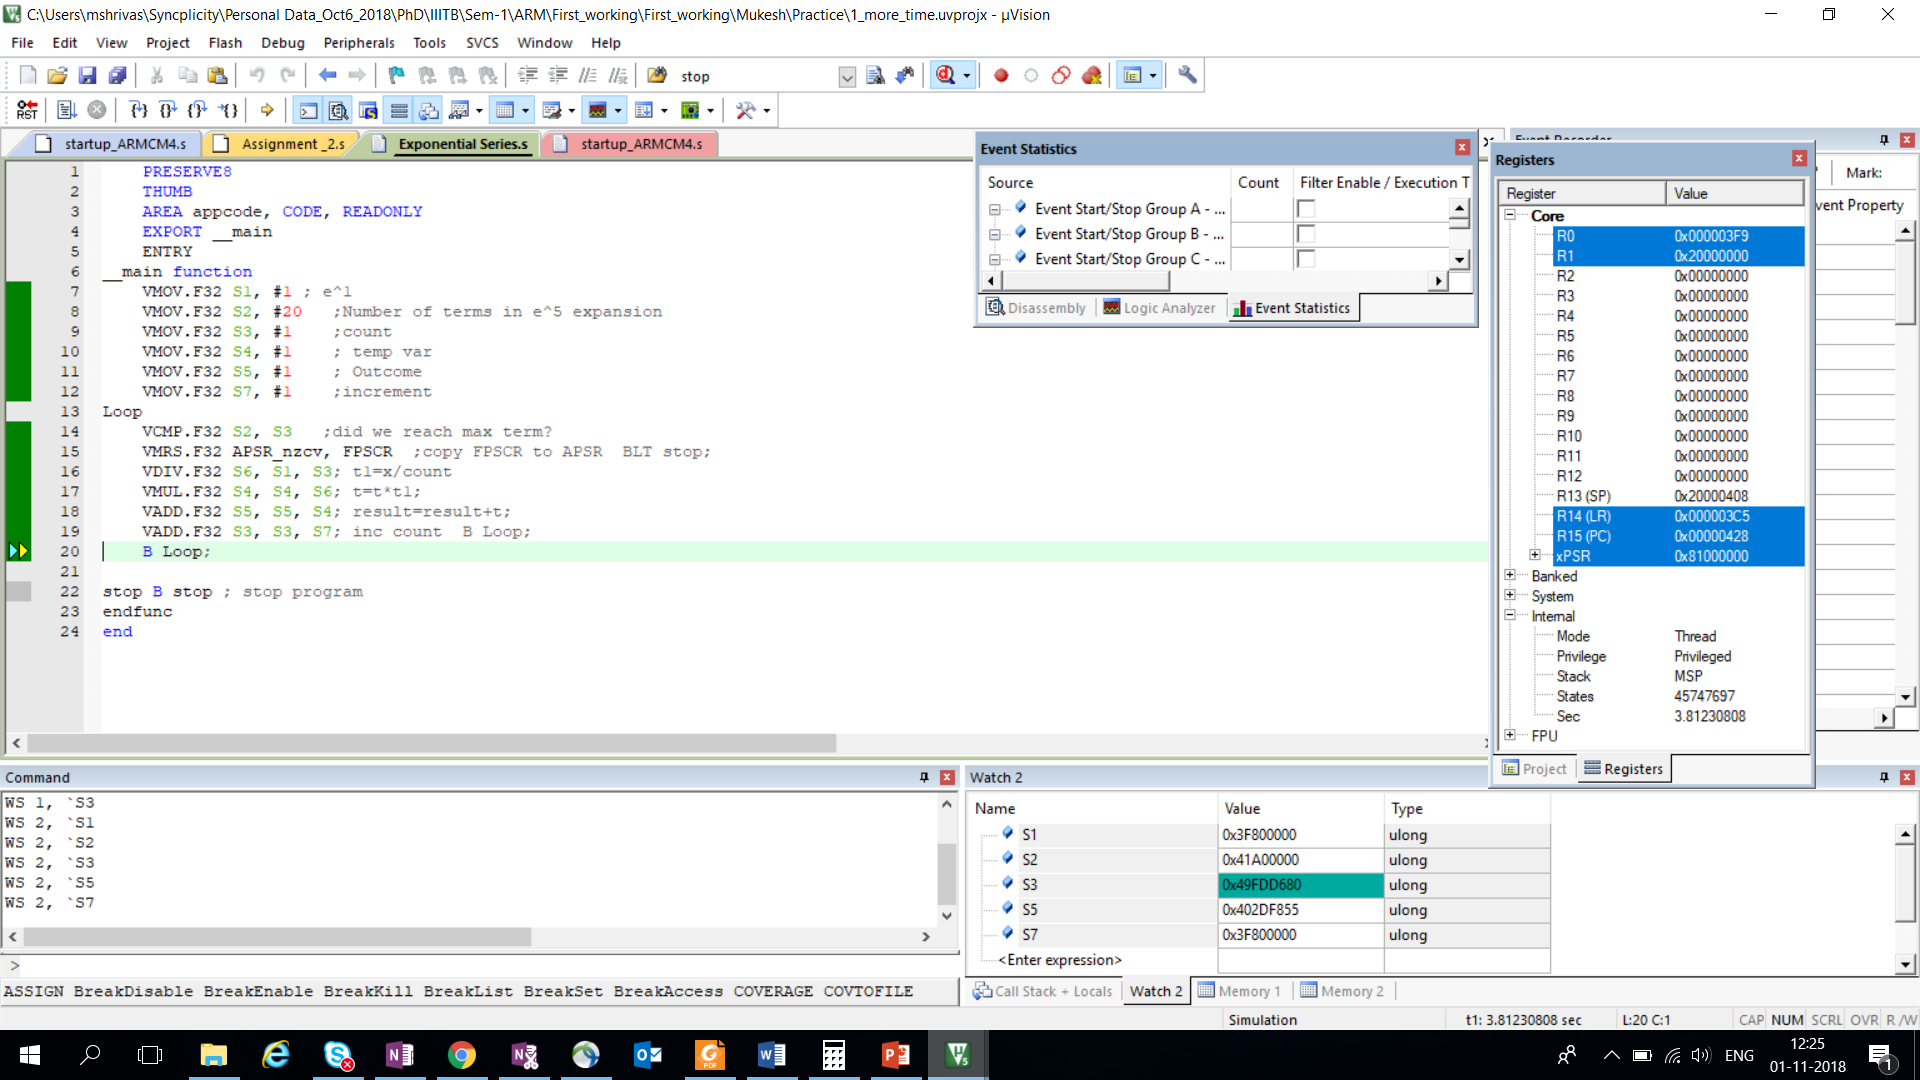 C:\Users\mshrivas\Syncplicity\Personal Data_Oct6_2018\PhD\IIITB\Sem-1\ARM\First_working\First_working\Mukesh\Practice\1_more_time.uvprojx - µVision
File Edit View Project Flash Debug Peripherals Tools SVCS Window Help
stop
RST
startup_ARMCM4.s Assignment _2.s Exponential Series.s startup_ARMCM4.s
1 PRESERVE8
2 THUMB
3 AREA appcode, CODE, READONLY
4 EXPORT __main
5 ENTRY
6 __main function
7 VMOV.F32 S1, #1 ; e^1
8 VMOV.F32 S2, #20 ;Number of terms in e^5 expansion
9 VMOV.F32 S3, #1 ;count
10 VMOV.F32 S4, #1 ; temp var
11 VMOV.F32 S5, #1 ; Outcome
12 VMOV.F32 S7, #1 ;increment
13 Loop
14 VCMP.F32 S2, S3 ;did we reach max term?
15 VMRS.F32 APSR_nzcv, FPSCR ;copy FPSCR to APSR BLT stop;
16 VDIV.F32 S6, S1, S3; t1=x/count
17 VMUL.F32 S4, S4, S6; t=t*t1;
18 VADD.F32 S5, S5, S4; result=result+t;
19 VADD.F32 S3, S3, S7; inc count B Loop;
20 B Loop;
21
22 stop B stop ; stop program
23 endfunc
24 end
Event Statistics
Source Count Filter Enable / Execution T
Event Start/Stop Group A - ...
Event Start/Stop Group B - ...
Event Start/Stop Group C - ...
Disassembly Logic Analyzer Event Statistics
Event Recorder
Mark:
vent Property
Registers
Register Value
Core
R0 0x000003F9
R1 0x20000000
R2 0x00000000
R3 0x00000000
R4 0x00000000
R5 0x00000000
R6 0x00000000
R7 0x00000000
R8 0x00000000
R9 0x00000000
R10 0x00000000
R11 0x00000000
R12 0x00000000
R13 (SP) 0x20000408
R14 (LR) 0x000003C5
R15 (PC) 0x00000428
xPSR 0x81000000
Banked
System
Internal
Mode Thread
Privilege Privileged
Stack MSP
States 45747697
Sec 3.81230808
FPU
Project Registers
Command
WS 1, `S3
WS 2, `S1
WS 2, `S2
WS 2, `S3
WS 2, `S5
WS 2, `S7
>
ASSIGN BreakDisable BreakEnable BreakKill BreakList BreakSet BreakAccess COVERAGE COVTOFILE
Watch 2
Name Value Type
S1 0x3F800000 ulong
S2 0x41A00000 ulong
S3 0x49FDD680 ulong
S5 0x402DF855 ulong
S7 0x3F800000 ulong
<Enter expression>
Call Stack + Locals Watch 2 Memory 1 Memory 2
Simulation t1: 3.81230808 sec L:20 C:1 CAP NUM SCRL OVR R /W
ENG
12:25
01-11-2018
1